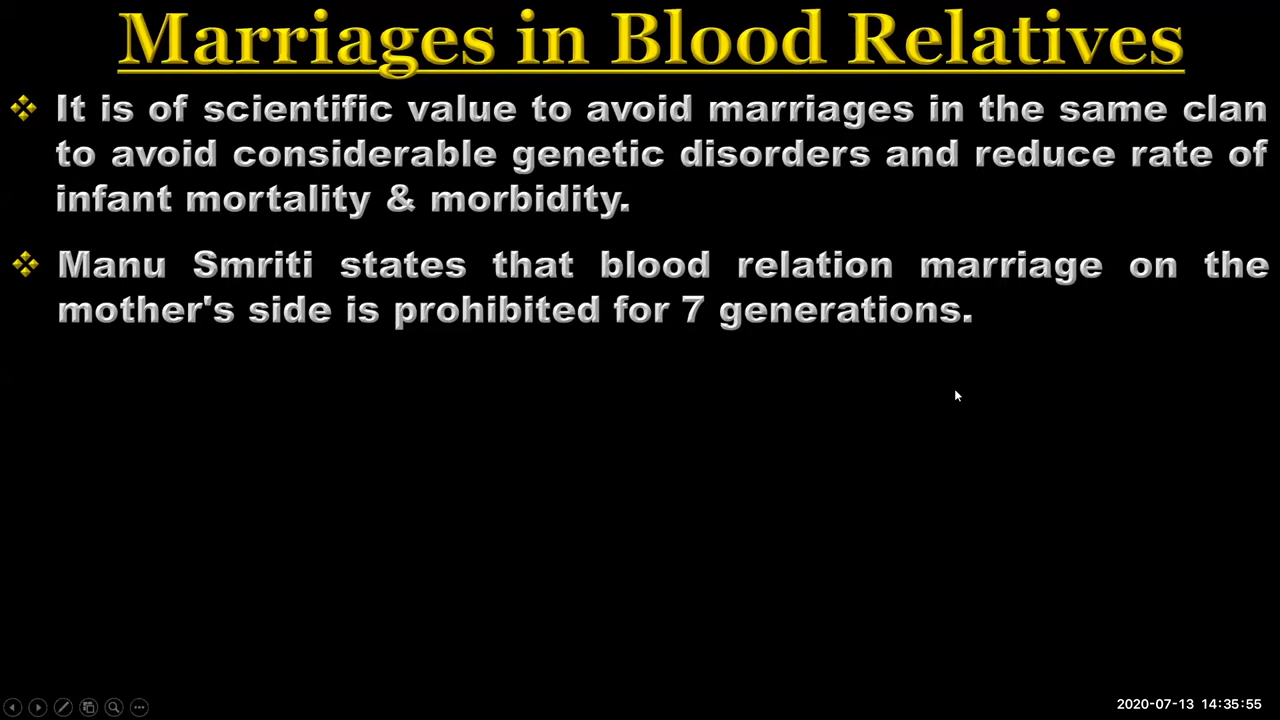 Marriages in Blood Relatives
It is of scientific value to avoid marriages in the same clan
to avoid considerable genetic disorders and reduce rate of
infant mortality & morbidity.
Manu Smriti states that blood relation marriage on the
mother's side is prohibited for 7 generations.
2020-07-13 14:35:55